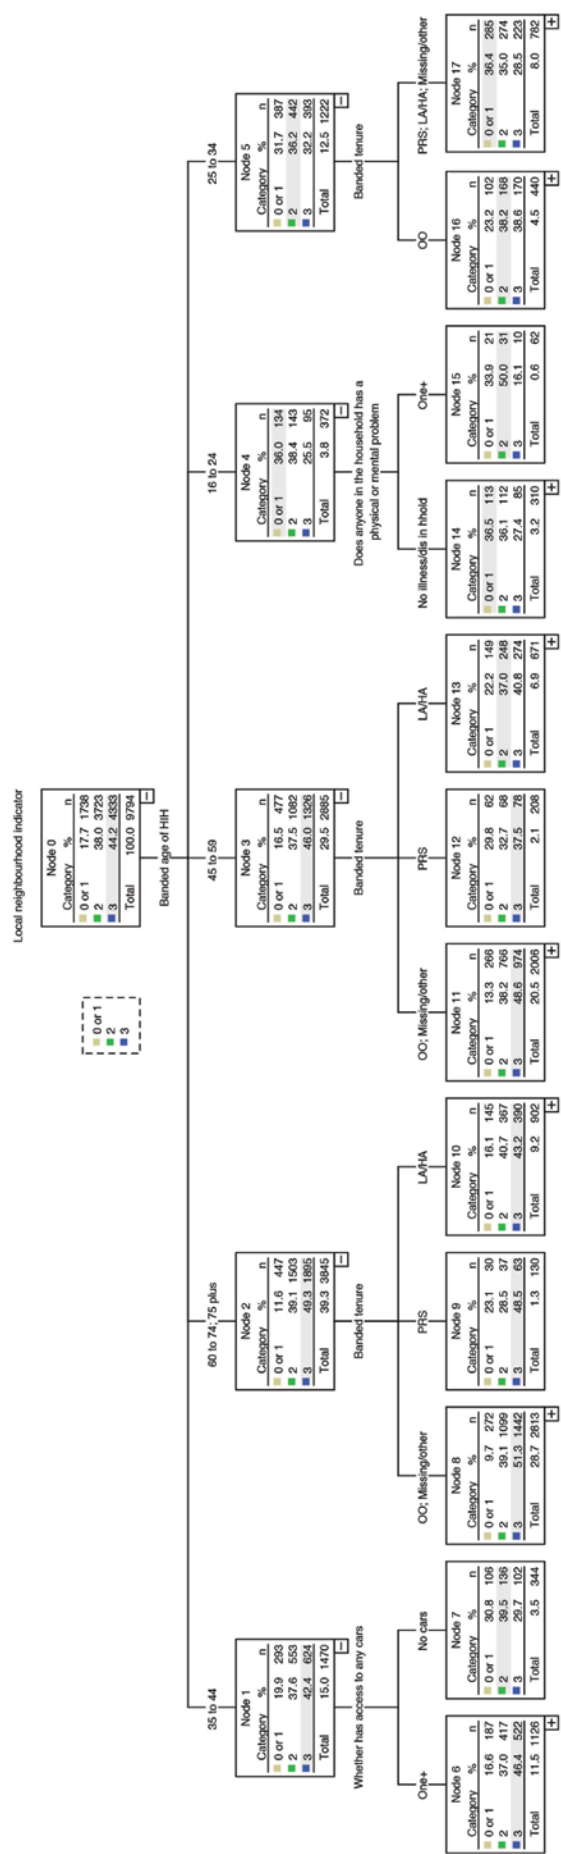 Local neighbourhood indicator
Node 0
Category % n
0 or 1 17.7 1738
2 38.0 3723
3 44.2 4333
Total 100.0 9794
−
0 or 1
2
3
Banded age of HIH
35 to 44
60 to 74; 75 plus
45 to 59
16 to 24
25 to 34
Node 1
Category % n
0 or 1 19.9 293
2 37.6 553
3 42.4 624
Total 15.0 1470
−
Node 2
Category % n
0 or 1 11.6 447
2 39.1 1503
3 49.3 1895
Total 39.3 3845
−
Node 3
Category % n
0 or 1 16.5 477
2 37.5 1082
3 46.0 1326
Total 29.5 2885
−
Node 4
Category % n
0 or 1 36.0 134
2 38.4 143
3 25.5 95
Total 3.8 372
−
Node 5
Category % n
0 or 1 31.7 387
2 36.2 442
3 32.2 393
Total 12.5 1222
−
Whether has access to any cars
Banded tenure
Banded tenure
Does anyone in the household has a
physical or mental problem
Banded tenure
One+
No cars
OO; Missing/other
PRS
LA/HA
OO; Missing/other
PRS
LA/HA
No illness/dis in hhold
One+
OO
PRS; LA/HA; Missing/other
Node 6
Category % n
0 or 1 16.6 187
2 37.0 417
3 46.4 522
Total 11.5 1126
+
Node 7
Category % n
0 or 1 30.8 106
2 39.5 136
3 29.7 102
Total 3.5 344
Node 8
Category % n
0 or 1 9.7 272
2 39.1 1099
3 51.3 1442
Total 28.7 2813
+
Node 9
Category % n
0 or 1 23.1 30
2 28.5 37
3 48.5 63
Total 1.3 130
Node 10
Category % n
0 or 1 16.1 145
2 40.7 367
3 43.2 390
Total 9.2 902
+
Node 11
Category % n
0 or 1 13.3 266
2 38.2 766
3 48.6 974
Total 20.5 2006
+
Node 12
Category % n
0 or 1 29.8 62
2 32.7 68
3 37.5 78
Total 2.1 208
Node 13
Category % n
0 or 1 22.2 149
2 37.0 248
3 40.8 274
Total 6.9 671
+
Node 14
Category % n
0 or 1 36.5 113
2 36.1 112
3 27.4 85
Total 3.2 310
Node 15
Category % n
0 or 1 33.9 21
2 50.0 31
3 16.1 10
Total 0.6 62
Node 16
Category % n
0 or 1 23.2 102
2 38.2 168
3 38.6 170
Total 4.5 440
+
Node 17
Category % n
0 or 1 36.4 285
2 35.0 274
3 28.5 223
Total 8.0 782
+